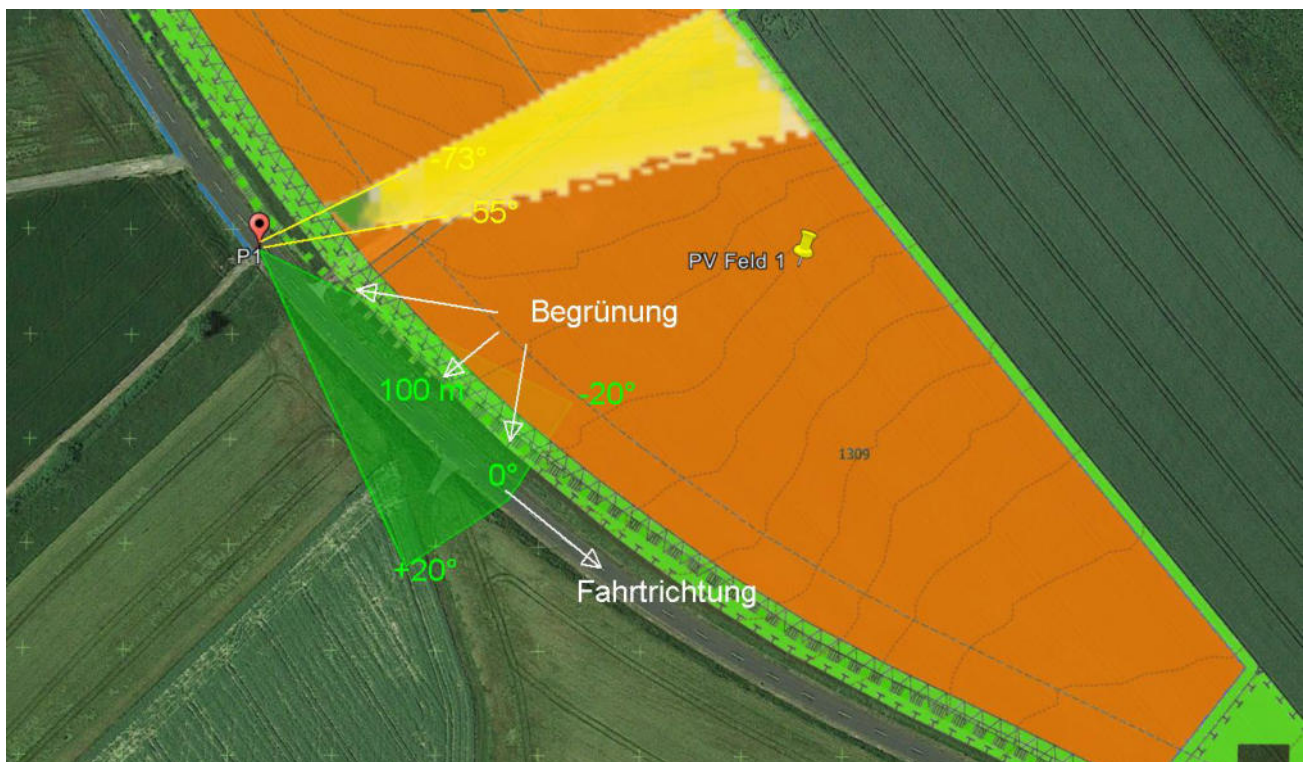 -73°
-55°
P1
PV Feld 1
Begrünung
100 m
-20°
1309
0°
+20°
Fahrtrichtung